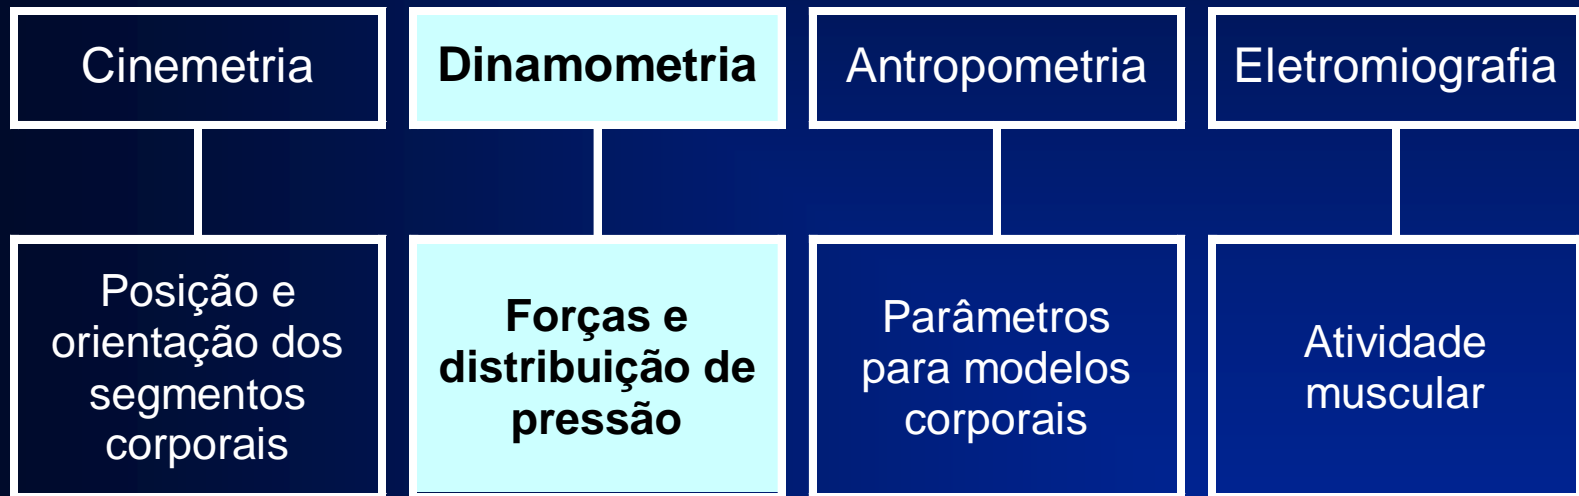 Cinemetria
Dinamometria
Antropometria
Eletromiografia
Posição e
orientação dos
segmentos
corporais
Forças e
distribuição de
pressão
Parâmetros
para modelos
corporais
Atividade
muscular